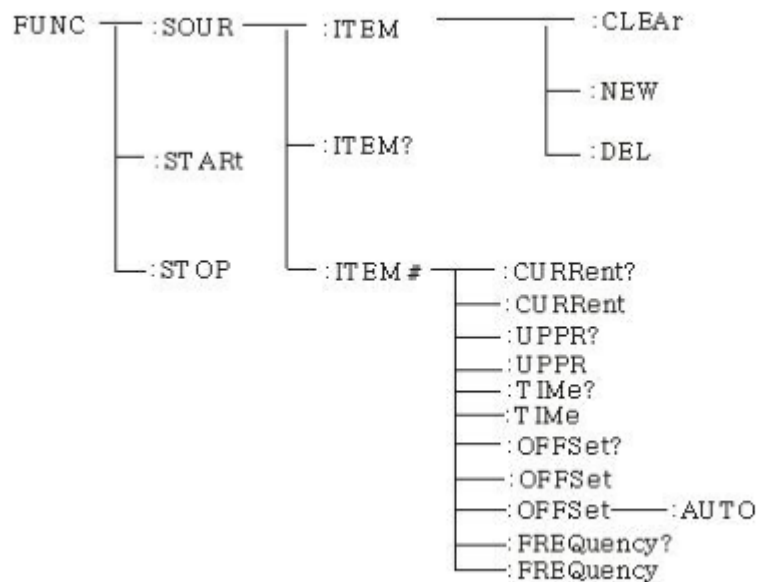 FUNC :SOUR :ITEM :CLEAr
:NEW
:ITEM?
:DEL
:STARt
:STOP :ITEM# :CURRent?
:CURRent
:UPPR?
:UPPR
:TIMe?
:TIMe
:OFFSet?
:OFFSet
:OFFSet :AUTO
:FREQuency?
:FREQuency